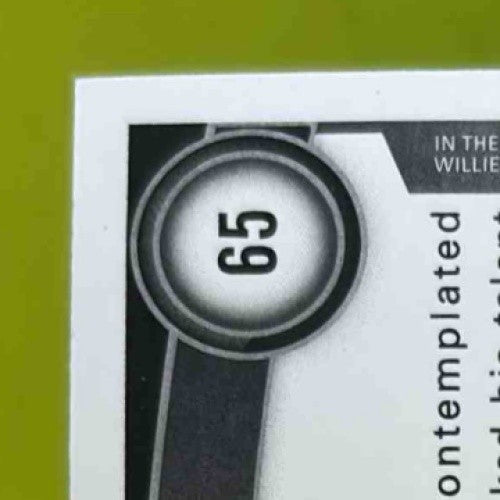 65
IN THE
WILLIE
ontemplated